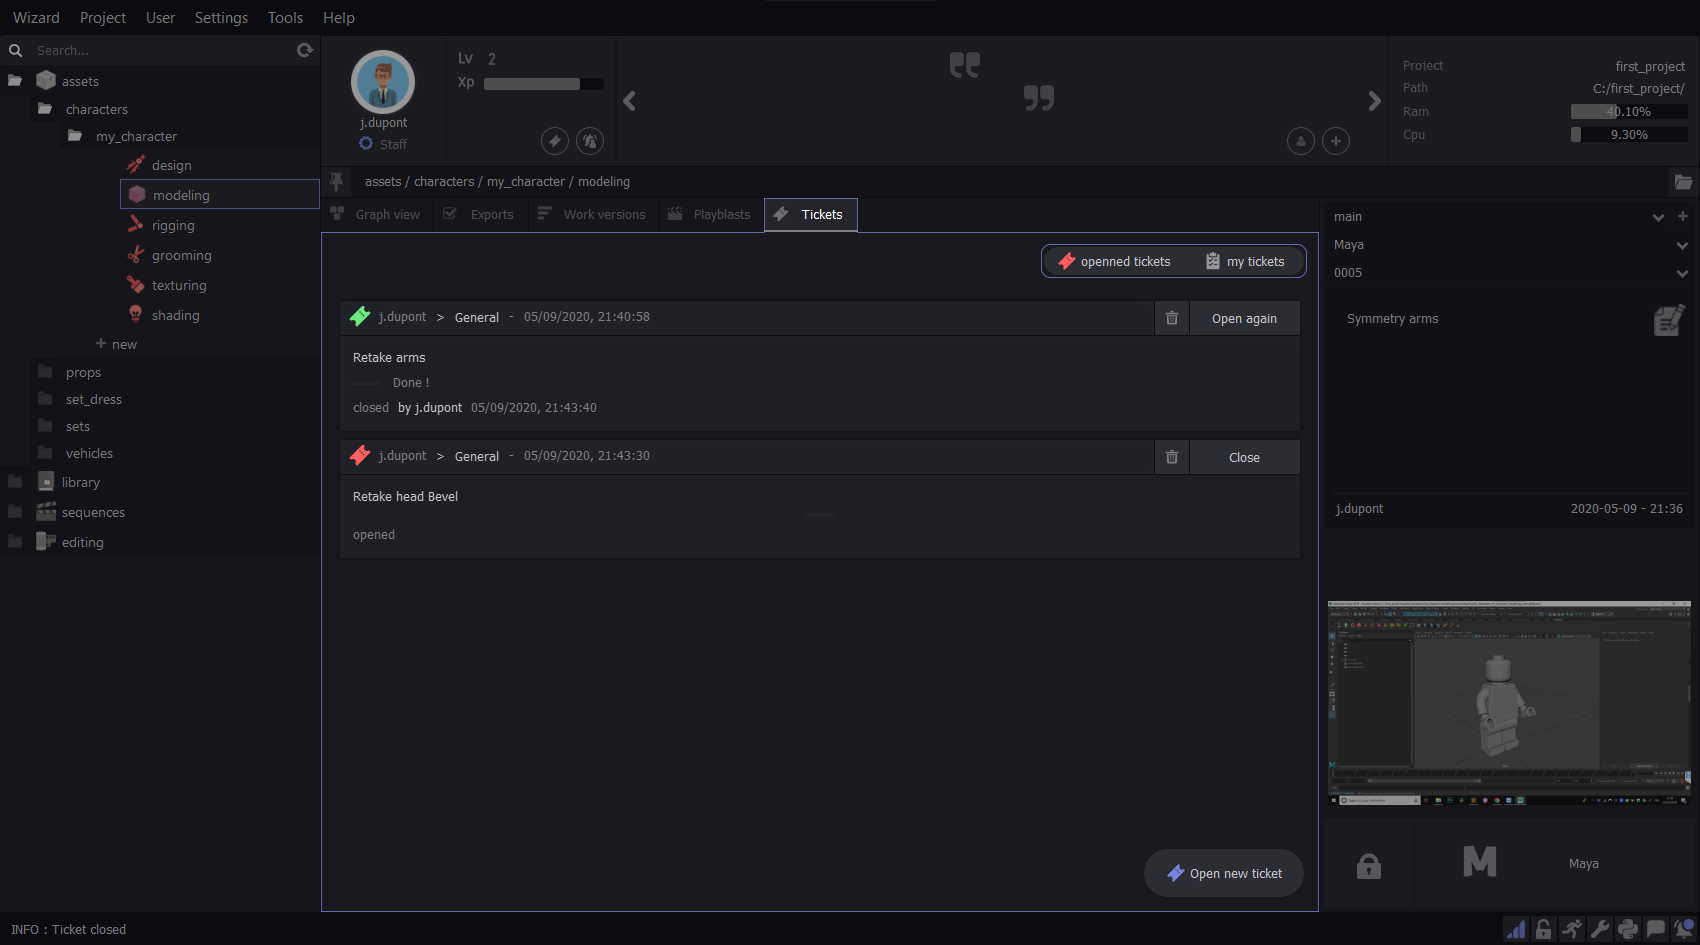 Wizard Project User Settings Tools Help
Search...
assets
characters
my_character
design
modeling
rigging
grooming
texturing
shading
+ new
props
set_dress
sets
vehicles
library
sequences
editing
j.dupont
Staff
Lv 2
Xp
Project first_project
Path C:/first_project/
Ram 40.10%
Cpu 9.30%
assets / characters / my_character / modeling
Graph view Exports Work versions Playblasts Tickets
openned tickets my tickets
j.dupont > General - 05/09/2020, 21:40:58 Open again
Retake arms
Done !
closed by j.dupont 05/09/2020, 21:43:40
j.dupont > General - 05/09/2020, 21:43:30 Close
Retake head Bevel
opened
Open new ticket
main
Maya
0005
Symmetry arms
j.dupont 2020-05-09 - 21:36
M Maya
INFO : Ticket closed